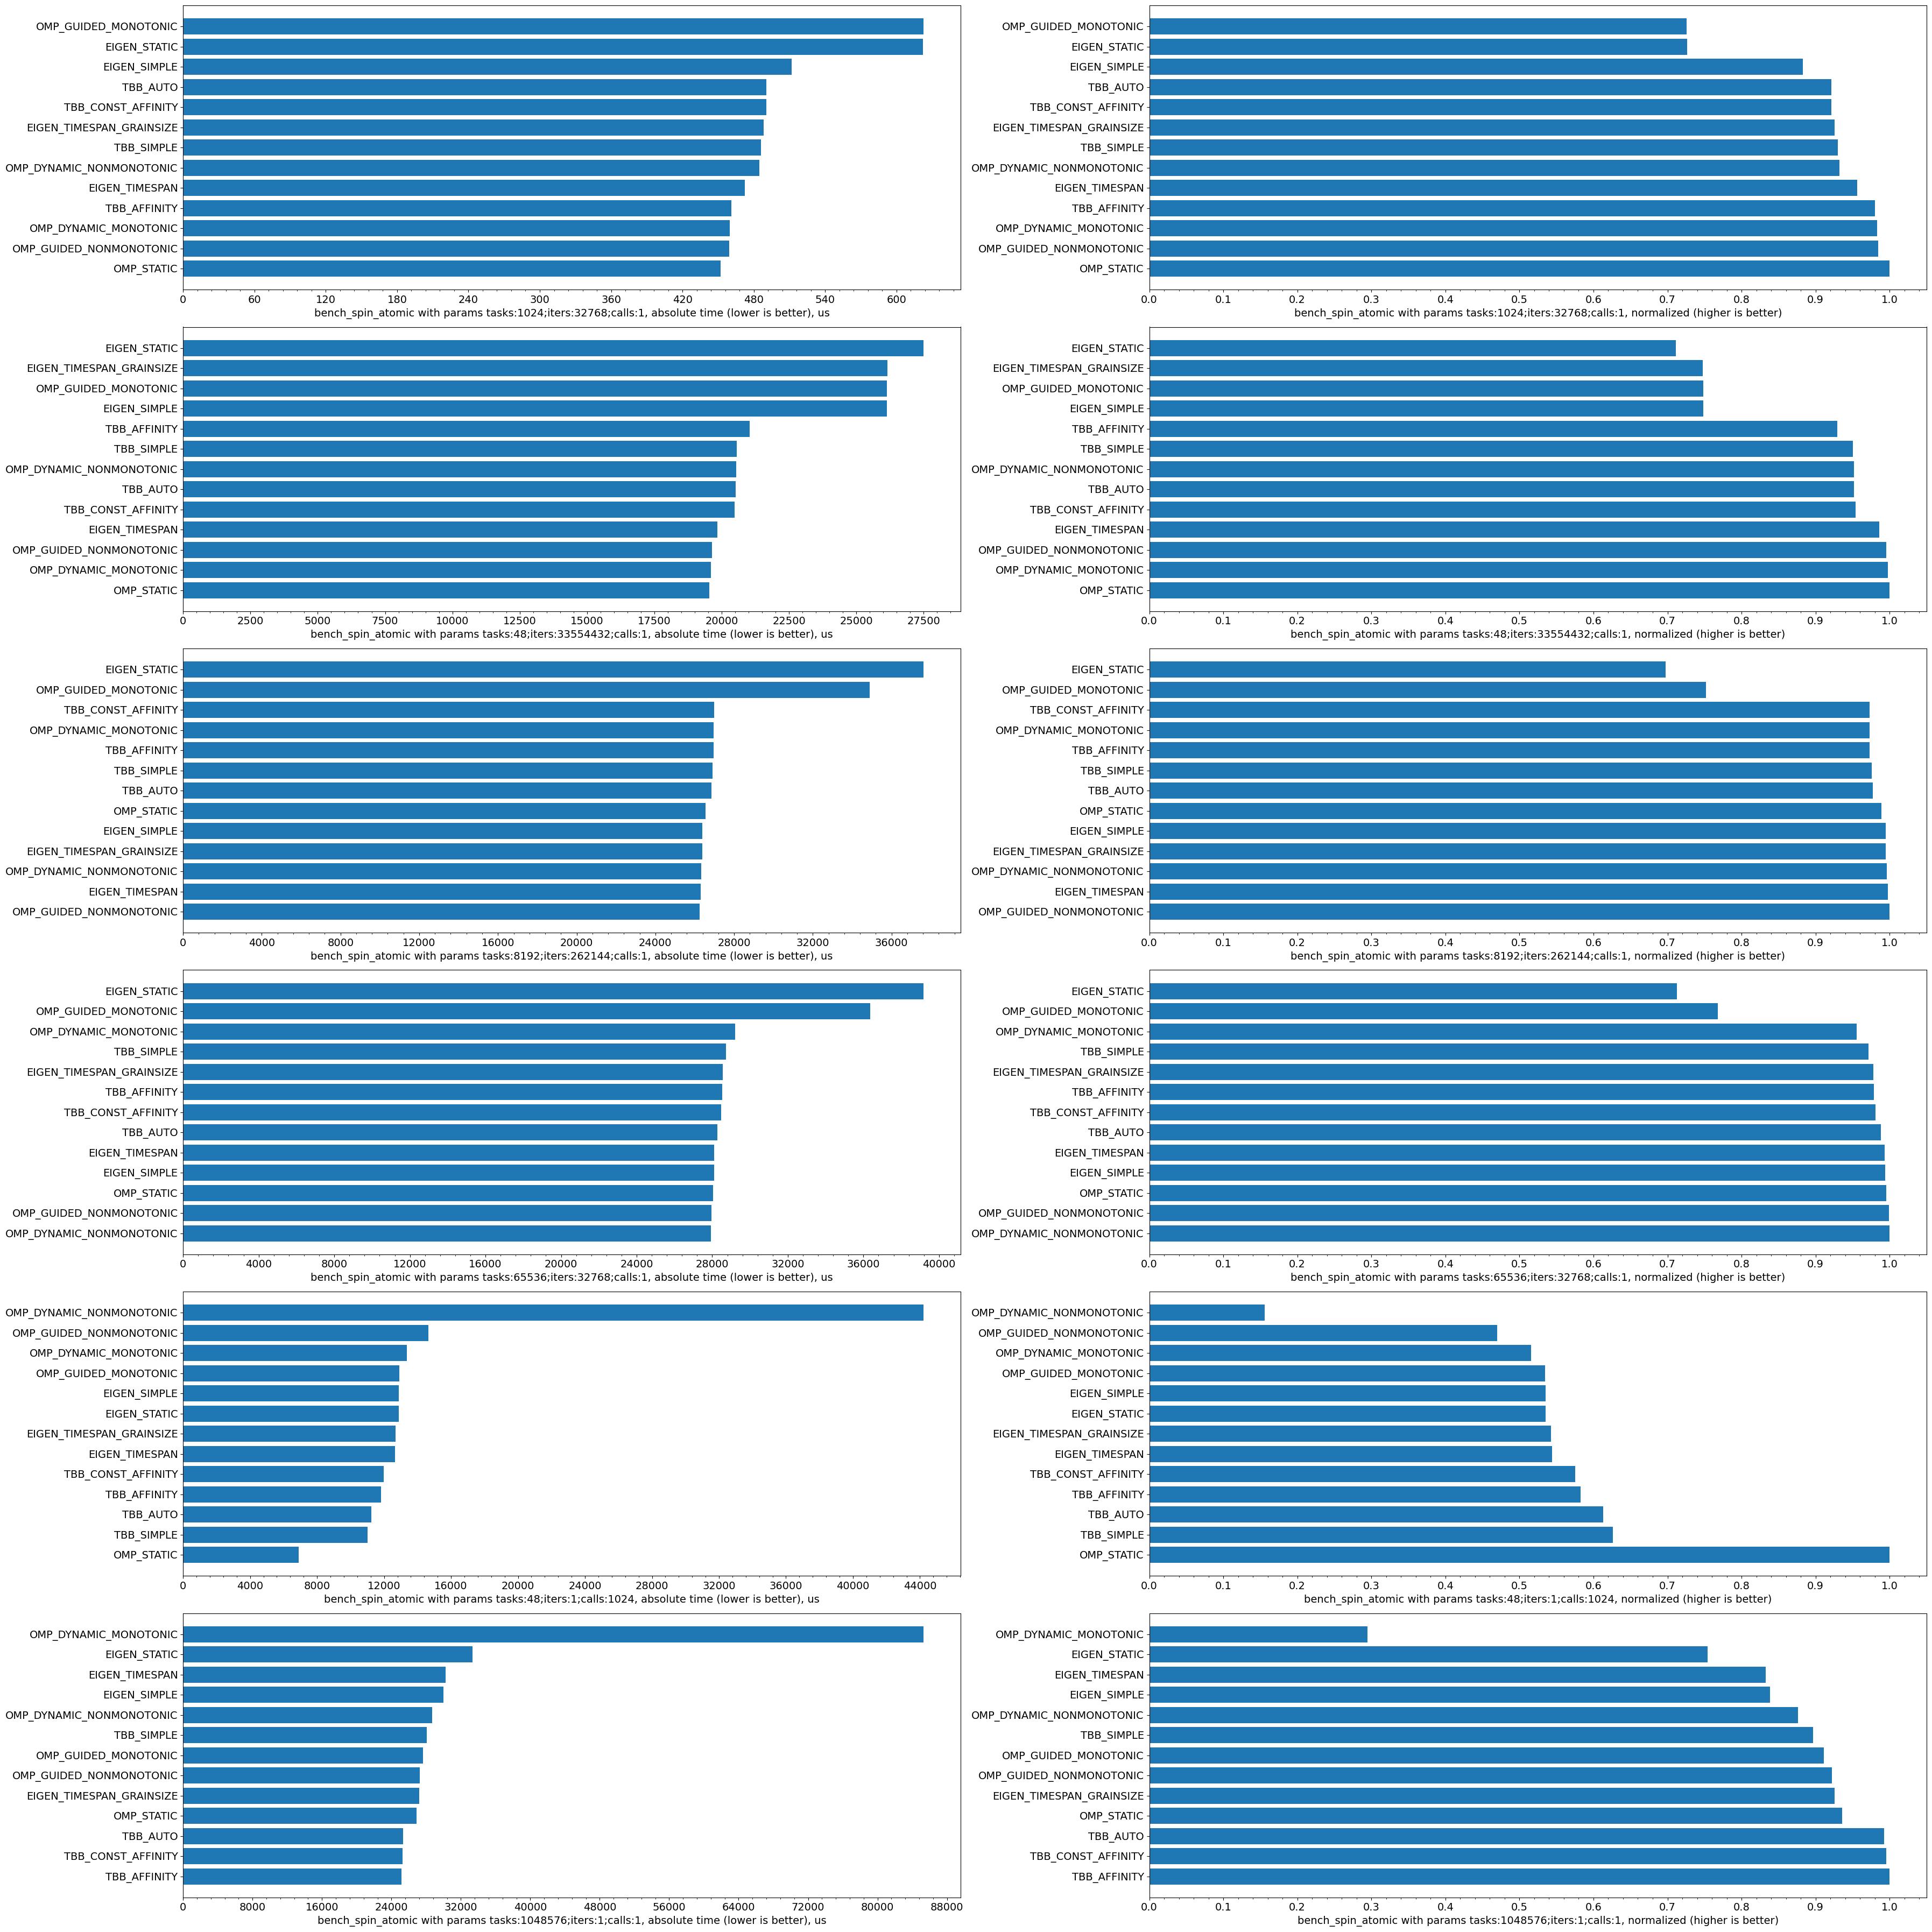 OMP_GUIDED_MONOTONIC
EIGEN_STATIC
EIGEN_SIMPLE
TBB_AUTO
TBB_CONST_AFFINITY
EIGEN_TIMESPAN_GRAINSIZE
TBB_SIMPLE
OMP_DYNAMIC_NONMONOTONIC
EIGEN_TIMESPAN
TBB_AFFINITY
OMP_DYNAMIC_MONOTONIC
OMP_GUIDED_NONMONOTONIC
OMP_STATIC
0 60 120 180 240 300 360 420 480 540 600
bench_spin_atomic with params tasks:1024;iters:32768;calls:1, absolute time (lower is better), us
OMP_GUIDED_MONOTONIC
EIGEN_STATIC
EIGEN_SIMPLE
TBB_AUTO
TBB_CONST_AFFINITY
EIGEN_TIMESPAN_GRAINSIZE
TBB_SIMPLE
OMP_DYNAMIC_NONMONOTONIC
EIGEN_TIMESPAN
TBB_AFFINITY
OMP_DYNAMIC_MONOTONIC
OMP_GUIDED_NONMONOTONIC
OMP_STATIC
0.0 0.1 0.2 0.3 0.4 0.5 0.6 0.7 0.8 0.9 1.0
bench_spin_atomic with params tasks:1024;iters:32768;calls:1, normalized (higher is better)
EIGEN_STATIC
EIGEN_TIMESPAN_GRAINSIZE
OMP_GUIDED_MONOTONIC
EIGEN_SIMPLE
TBB_AFFINITY
TBB_SIMPLE
OMP_DYNAMIC_NONMONOTONIC
TBB_AUTO
TBB_CONST_AFFINITY
EIGEN_TIMESPAN
OMP_GUIDED_NONMONOTONIC
OMP_DYNAMIC_MONOTONIC
OMP_STATIC
0 2500 5000 7500 10000 12500 15000 17500 20000 22500 25000 27500
bench_spin_atomic with params tasks:48;iters:33554432;calls:1, absolute time (lower is better), us
EIGEN_STATIC
EIGEN_TIMESPAN_GRAINSIZE
OMP_GUIDED_MONOTONIC
EIGEN_SIMPLE
TBB_AFFINITY
TBB_SIMPLE
OMP_DYNAMIC_NONMONOTONIC
TBB_AUTO
TBB_CONST_AFFINITY
EIGEN_TIMESPAN
OMP_GUIDED_NONMONOTONIC
OMP_DYNAMIC_MONOTONIC
OMP_STATIC
0.0 0.1 0.2 0.3 0.4 0.5 0.6 0.7 0.8 0.9 1.0
bench_spin_atomic with params tasks:48;iters:33554432;calls:1, normalized (higher is better)
EIGEN_STATIC
OMP_GUIDED_MONOTONIC
TBB_CONST_AFFINITY
OMP_DYNAMIC_MONOTONIC
TBB_AFFINITY
TBB_SIMPLE
TBB_AUTO
OMP_STATIC
EIGEN_SIMPLE
EIGEN_TIMESPAN_GRAINSIZE
OMP_DYNAMIC_NONMONOTONIC
EIGEN_TIMESPAN
OMP_GUIDED_NONMONOTONIC
0 4000 8000 12000 16000 20000 24000 28000 32000 36000
bench_spin_atomic with params tasks:8192;iters:262144;calls:1, absolute time (lower is better), us
EIGEN_STATIC
OMP_GUIDED_MONOTONIC
TBB_CONST_AFFINITY
OMP_DYNAMIC_MONOTONIC
TBB_AFFINITY
TBB_SIMPLE
TBB_AUTO
OMP_STATIC
EIGEN_SIMPLE
EIGEN_TIMESPAN_GRAINSIZE
OMP_DYNAMIC_NONMONOTONIC
EIGEN_TIMESPAN
OMP_GUIDED_NONMONOTONIC
0.0 0.1 0.2 0.3 0.4 0.5 0.6 0.7 0.8 0.9 1.0
bench_spin_atomic with params tasks:8192;iters:262144;calls:1, normalized (higher is better)
EIGEN_STATIC
OMP_GUIDED_MONOTONIC
OMP_DYNAMIC_MONOTONIC
TBB_SIMPLE
EIGEN_TIMESPAN_GRAINSIZE
TBB_AFFINITY
TBB_CONST_AFFINITY
TBB_AUTO
EIGEN_TIMESPAN
EIGEN_SIMPLE
OMP_STATIC
OMP_GUIDED_NONMONOTONIC
OMP_DYNAMIC_NONMONOTONIC
0 4000 8000 12000 16000 20000 24000 28000 32000 36000 40000
bench_spin_atomic with params tasks:65536;iters:32768;calls:1, absolute time (lower is better), us
EIGEN_STATIC
OMP_GUIDED_MONOTONIC
OMP_DYNAMIC_MONOTONIC
TBB_SIMPLE
EIGEN_TIMESPAN_GRAINSIZE
TBB_AFFINITY
TBB_CONST_AFFINITY
TBB_AUTO
EIGEN_TIMESPAN
EIGEN_SIMPLE
OMP_STATIC
OMP_GUIDED_NONMONOTONIC
OMP_DYNAMIC_NONMONOTONIC
0.0 0.1 0.2 0.3 0.4 0.5 0.6 0.7 0.8 0.9 1.0
bench_spin_atomic with params tasks:65536;iters:32768;calls:1, normalized (higher is better)
OMP_DYNAMIC_NONMONOTONIC
OMP_GUIDED_NONMONOTONIC
OMP_DYNAMIC_MONOTONIC
OMP_GUIDED_MONOTONIC
EIGEN_SIMPLE
EIGEN_STATIC
EIGEN_TIMESPAN_GRAINSIZE
EIGEN_TIMESPAN
TBB_CONST_AFFINITY
TBB_AFFINITY
TBB_AUTO
TBB_SIMPLE
OMP_STATIC
0 4000 8000 12000 16000 20000 24000 28000 32000 36000 40000 44000
bench_spin_atomic with params tasks:48;iters:1;calls:1024, absolute time (lower is better), us
OMP_DYNAMIC_NONMONOTONIC
OMP_GUIDED_NONMONOTONIC
OMP_DYNAMIC_MONOTONIC
OMP_GUIDED_MONOTONIC
EIGEN_SIMPLE
EIGEN_STATIC
EIGEN_TIMESPAN_GRAINSIZE
EIGEN_TIMESPAN
TBB_CONST_AFFINITY
TBB_AFFINITY
TBB_AUTO
TBB_SIMPLE
OMP_STATIC
0.0 0.1 0.2 0.3 0.4 0.5 0.6 0.7 0.8 0.9 1.0
bench_spin_atomic with params tasks:48;iters:1;calls:1024, normalized (higher is better)
OMP_DYNAMIC_MONOTONIC
EIGEN_STATIC
EIGEN_TIMESPAN
EIGEN_SIMPLE
OMP_DYNAMIC_NONMONOTONIC
TBB_SIMPLE
OMP_GUIDED_MONOTONIC
OMP_GUIDED_NONMONOTONIC
EIGEN_TIMESPAN_GRAINSIZE
OMP_STATIC
TBB_AUTO
TBB_CONST_AFFINITY
TBB_AFFINITY
0 8000 16000 24000 32000 40000 48000 56000 64000 72000 80000 88000
bench_spin_atomic with params tasks:1048576;iters:1;calls:1, absolute time (lower is better), us
OMP_DYNAMIC_MONOTONIC
EIGEN_STATIC
EIGEN_TIMESPAN
EIGEN_SIMPLE
OMP_DYNAMIC_NONMONOTONIC
TBB_SIMPLE
OMP_GUIDED_MONOTONIC
OMP_GUIDED_NONMONOTONIC
EIGEN_TIMESPAN_GRAINSIZE
OMP_STATIC
TBB_AUTO
TBB_CONST_AFFINITY
TBB_AFFINITY
0.0 0.1 0.2 0.3 0.4 0.5 0.6 0.7 0.8 0.9 1.0
bench_spin_atomic with params tasks:1048576;iters:1;calls:1, normalized (higher is better)